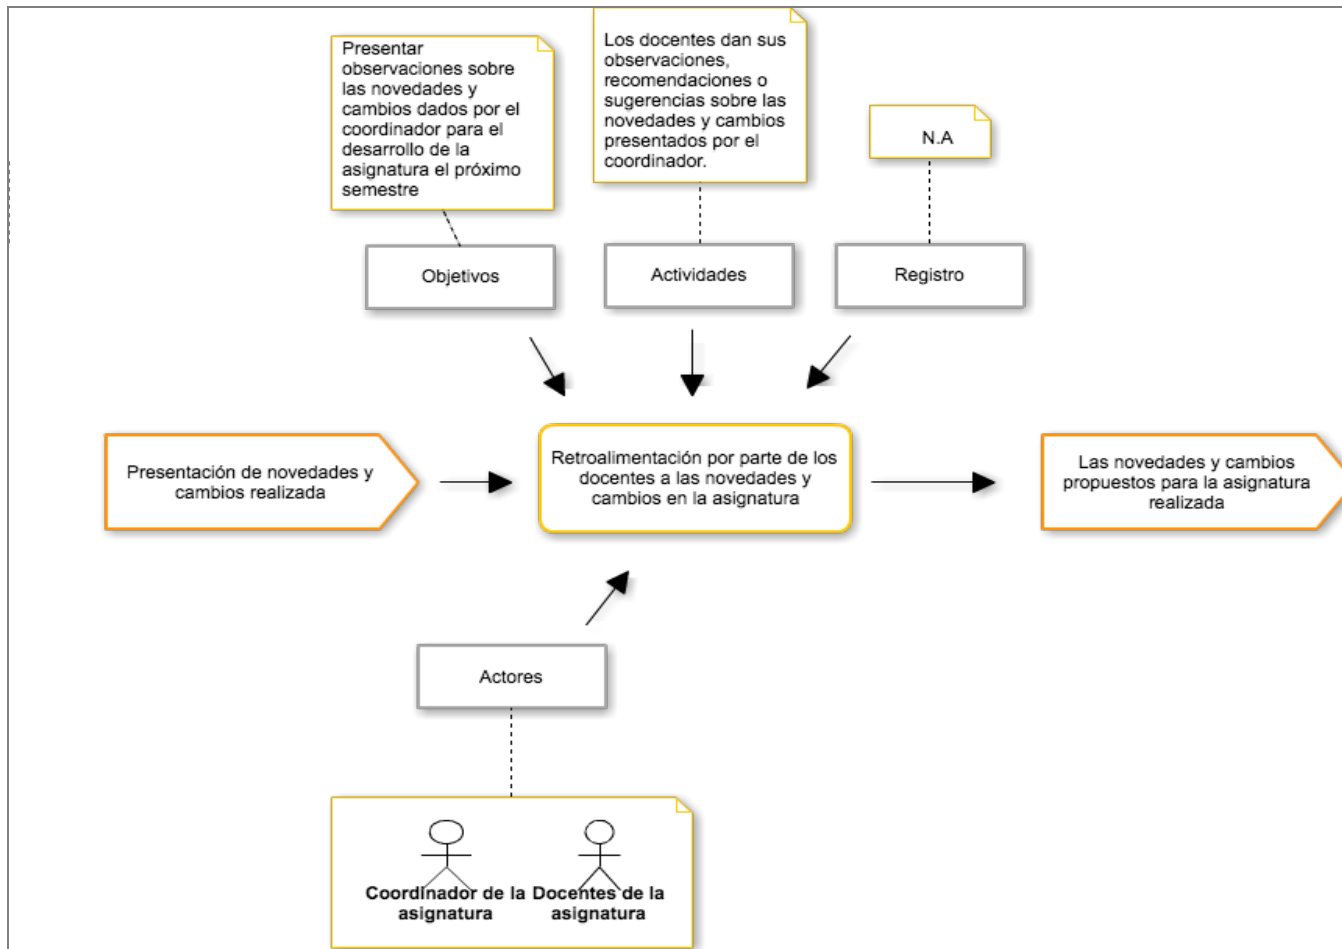 Presentar
observaciones sobre
las novedades y
cambios dados por el
coordinador para el
desarrollo de la
asignatura el próximo
semestre
Los docentes dan sus
observaciones,
recomendaciones o
sugerencias sobre las
novedades y cambios
presentados por el
coordinador.
N.A
Objetivos
Actividades
Registro
Presentación de novedades y
cambios realizada
Retroalimentación por parte de los
docentes a las novedades y
cambios en la asignatura
Las novedades y cambios
propuestos para la asignatura
realizada
Actores
Coordinador de la
asignatura
Docentes de la
asignatura